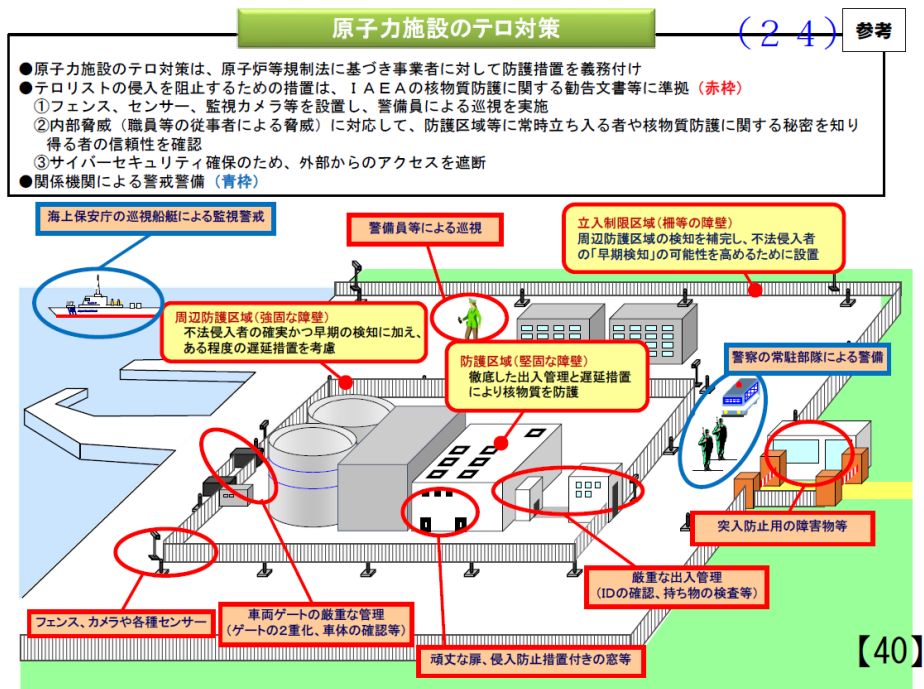 原子力施設のテロ対策
(24)
参考
●原子力施設のテロ対策は、原子炉等規制法に基づき事業者に対して防護措置を義務付け
●テロリストの侵入を阻止するための措置は、IAEAの核物質防護に関する勧告文書等に準拠(赤枠)
①フェンス、センサー、監視カメラ等を設置し、警備員による巡視を実施
②内部脅威(職員等の従事者による脅威)に対応して、防護区域等に常時立ち入る者や核物質防護に関する秘密を知り
得る者の信頼性を確認
③サイバーセキュリティ確保のため、外部からのアクセスを遮断
●関係機関による警戒警備(青枠)
海上保安庁の巡視船艇による監視警戒
警備員等による巡視
立入制限区域(柵等の障壁)
周辺防護区域の検知を補完し、不法侵入者
の「早期検知」の可能性を高めるために設置
周辺防護区域(強固な障壁)
不法侵入者の確実かつ早期の検知に加え、
ある程度の遅延措置を考慮
防護区域(堅固な障壁)
徹底した出入管理と遅延措置
により核物質を防護
警察の常駐部隊による警備
突入防止用の障害物等
厳重な出入管理
(IDの確認、持ち物の検査等)
フェンス、カメラや各種センサー
車両ゲートの厳重な管理
(ゲートの2重化、車体の確認等)
頑丈な扉、侵入防止措置付きの窓等
【40】